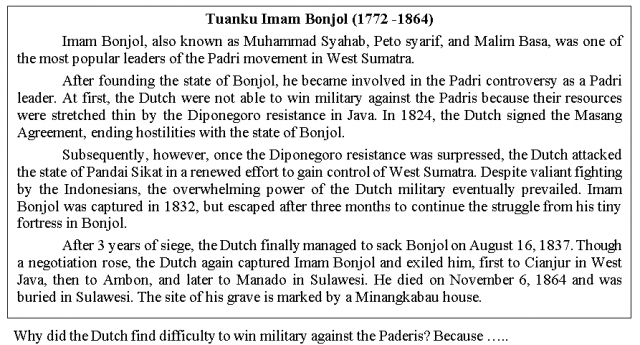 Tuanku Imam Bonjol (1772 -1864)
Imam Bonjol, also known as Muhammad Syahab, Peto syarif, and Malim Basa, was one of
the most popular leaders of the Padri movement in West Sumatra.
After founding the state of Bonjol, he became involved in the Padri controversy as a Padri
leader. At first, the Dutch were not able to win military against the Padris because their resources
were stretched thin by the Diponegoro resistance in Java. In 1824, the Dutch signed the Masang
Agreement, ending hostilities with the state of Bonjol.
Subsequently, however, once the Diponegoro resistance was surpressed, the Dutch attacked
the state of Pandai Sikat in a renewed effort to gain control of West Sumatra. Despite valiant fighting
by the Indonesians, the overwhelming power of the Dutch military eventually prevailed. Imam
Bonjol was captured in 1832, but escaped after three months to continue the struggle from his tiny
fortress in Bonjol.
After 3 years of siege, the Dutch finally managed to sack Bonjol on August 16, 1837. Though
a negotiation rose, the Dutch again captured Imam Bonjol and exiled him, first to Cianjur in West
Java, then to Ambon, and later to Manado in Sulawesi. He died on November 6, 1864 and was
buried in Sulawesi. The site of his grave is marked by a Minangkabau house.
Why did the Dutch find difficulty to win military against the Paderis? Because …..